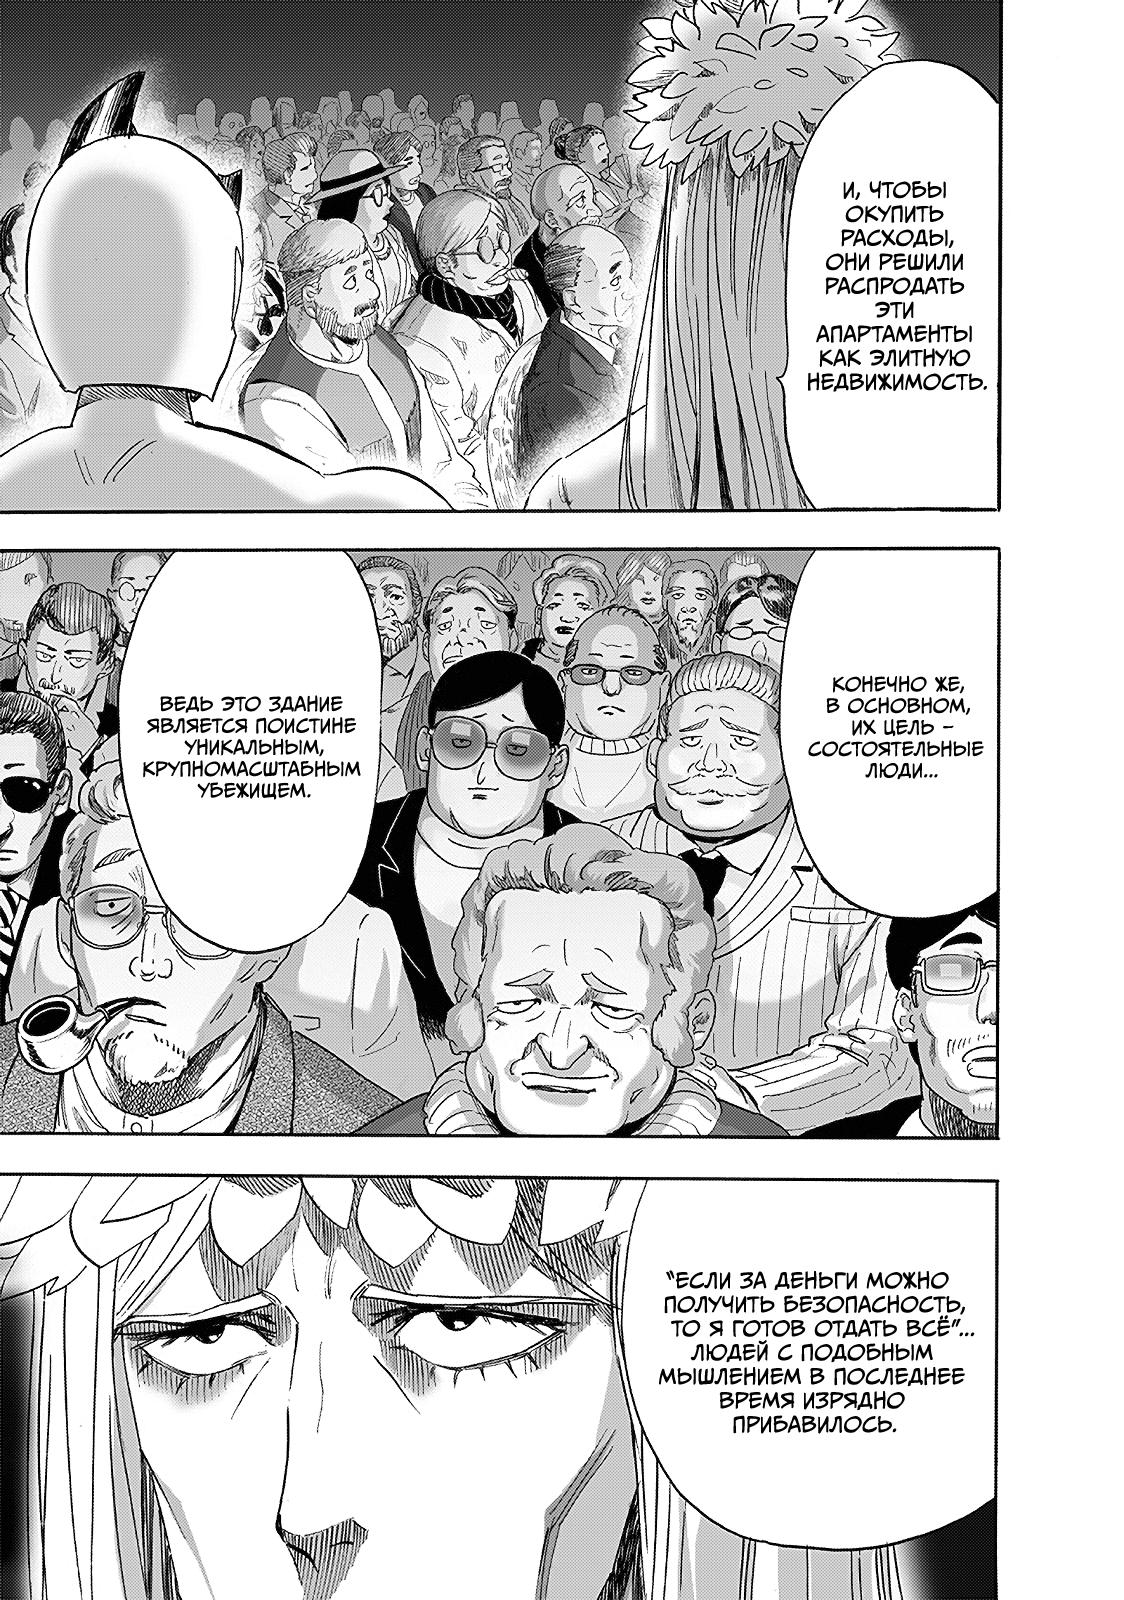 И, ЧТОБЫ
ОКУПИТЬ
РАСХОДЫ,
ОНИ РЕШИЛИ
РАСПРОДАТЬ
ЭТИ
АПАРТАМЕНТЫ
КАК ЭЛИТНУЮ
НЕДВИЖИМОСТЬ.
КОНЕЧНО ЖЕ,
В ОСНОВНОМ,
ИХ ЦЕЛЬ –
СОСТОЯТЕЛЬНЫЕ
ЛЮДИ...
ВЕДЬ ЭТО ЗДАНИЕ
ЯВЛЯЕТСЯ ПОИСТИНЕ
УНИКАЛЬНЫМ,
КРУПНОМАСШТАБНЫМ
УБЕЖИЩЕМ.
"ЕСЛИ ЗА ДЕНЬГИ МОЖНО
ПОЛУЧИТЬ БЕЗОПАСНОСТЬ,
ТО Я ГОТОВ ОТДАТЬ ВСЁ"...
ЛЮДЕЙ С ПОДОБНЫМ
МЫШЛЕНИЕМ В ПОСЛЕДНЕЕ
ВРЕМЯ ИЗРЯДНО
ПРИБАВИЛОСЬ.